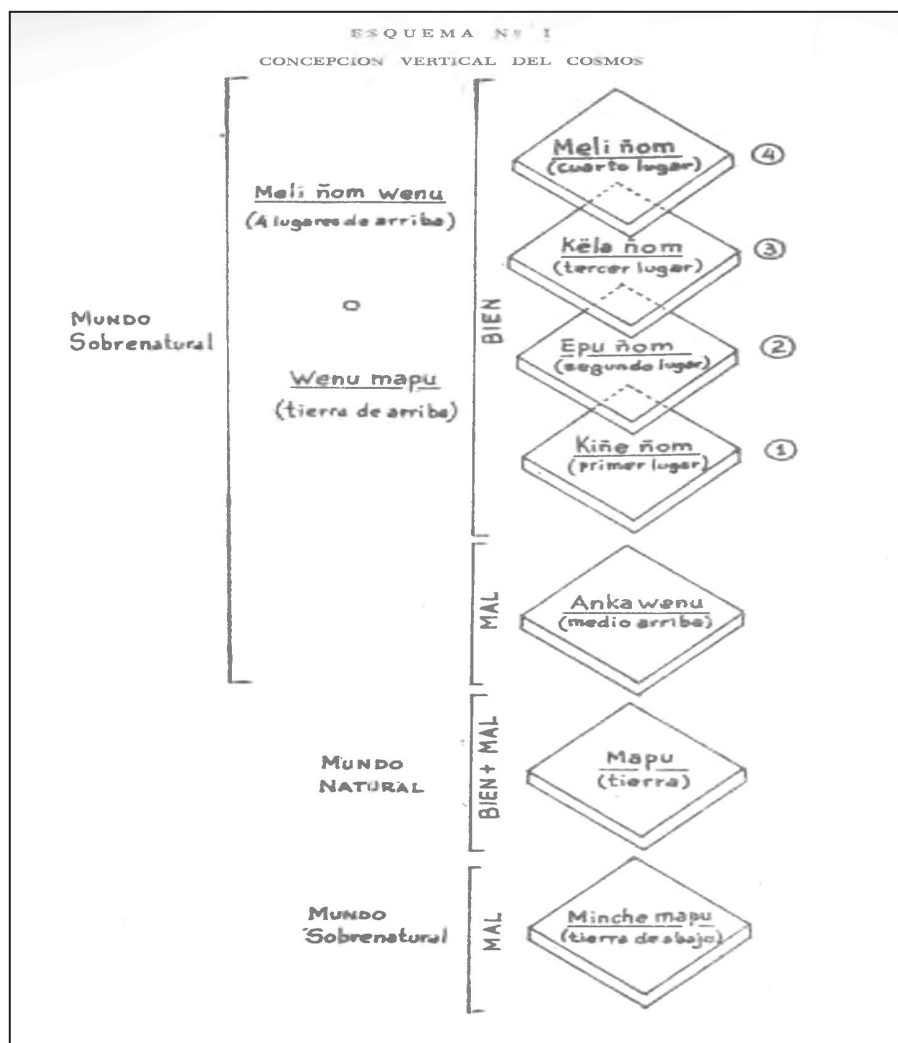 ESQUEMA Nº I
CONCEPCION VERTICAL DEL COSMOS
Meli ñom
(cuarto lugar)
④
Meli ñom wenu
(4 lugares de arriba)
Këla ñom
(tercer lugar)
③
O
BIEN
MUNDO
Sobrenatural
Epu ñom
(segundo lugar)
②
Wenu mapu
(tierra de arriba)
Kiñe ñom
(primer lugar)
①
MAL
Anka wenu
(medio arriba)
MUNDO
NATURAL
BIEN + MAL
Mapu
(tierra)
MUNDO
Sobrenatural
MAL
Minche mapu
(tierra de abajo)